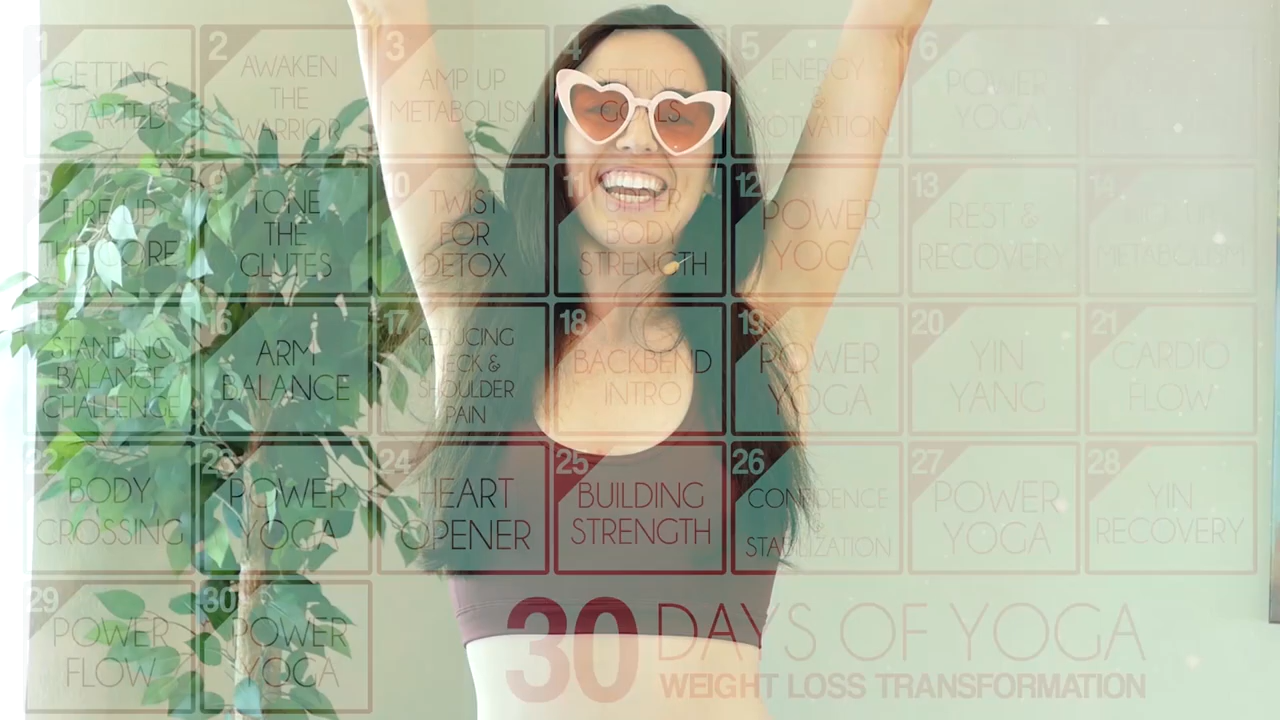 1
GETTING
STARTED
2
AWAKEN
THE
WARRIOR
3
AMP UP
METABOLISM
4
SETTING
GOALS
5
ENERGY
&
MOTIVATION
6
POWER
YOGA
8
FIRE UP
THE CORE
9
TONE
THE
GLUTES
10
TWIST
FOR
DETOX
11
UPPER
BODY
STRENGTH
12
POWER
YOGA
13
REST &
RECOVERY
14
METABOLISM
15
STANDING
BALANCE
CHALLENGE
16
ARM
BALANCE
17
REDUCING
NECK &
SHOULDER
PAIN
18
BACKBEND
INTRO
19
POWER
YOGA
20
YIN
YANG
21
CARDIO
FLOW
22
BODY
CROSSING
23
POWER
YOGA
24
HEART
OPENER
25
BUILDING
STRENGTH
26
CONFIDENCE
STABILIZATION
27
POWER
YOGA
28
YIN
RECOVERY
29
POWER
FLOW
30
POWER
YOGA
30 DAYS OF YOGA
WEIGHT LOSS TRANSFORMATION